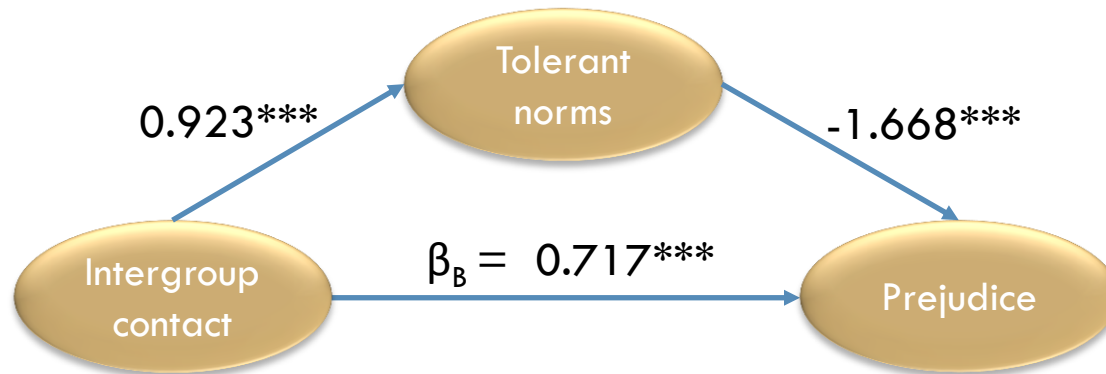 Tolerant
norms
0.923***
-1.668***
Intergroup
contact
βB = 0.717***
Prejudice